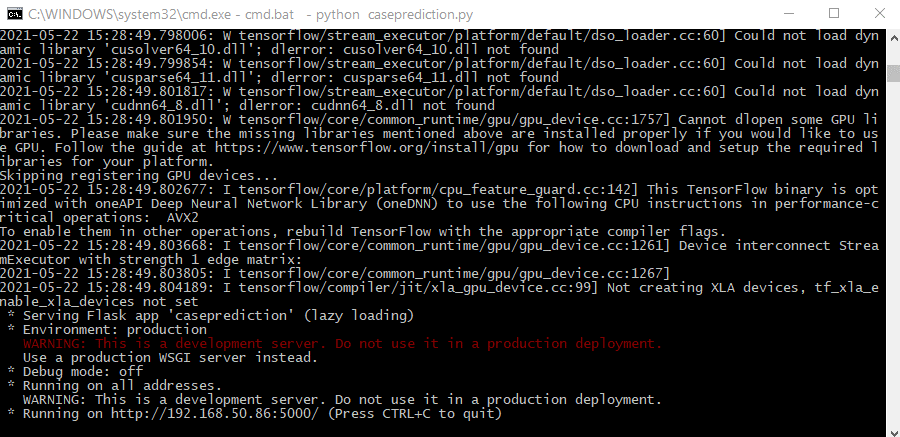 C:\WINDOWS\system32\cmd.exe - cmd.bat - python caseprediction.py
2021-05-22 15:28:49.798006: W tensorflow/stream_executor/platform/default/dso_loader.cc:60] Could not load dyn
amic library 'cusolver64_10.dll'; dlerror: cusolver64_10.dll not found
2021-05-22 15:28:49.799854: W tensorflow/stream_executor/platform/default/dso_loader.cc:60] Could not load dyn
amic library 'cusparse64_11.dll'; dlerror: cusparse64_11.dll not found
2021-05-22 15:28:49.801817: W tensorflow/stream_executor/platform/default/dso_loader.cc:60] Could not load dyn
amic library 'cudnn64_8.dll'; dlerror: cudnn64_8.dll not found
2021-05-22 15:28:49.801950: W tensorflow/core/common_runtime/gpu/gpu_device.cc:1757] Cannot dlopen some GPU li
braries. Please make sure the missing libraries mentioned above are installed properly if you would like to us
e GPU. Follow the guide at https://www.tensorflow.org/install/gpu for how to download and setup the required l
ibraries for your platform.
Skipping registering GPU devices...
2021-05-22 15:28:49.802677: I tensorflow/core/platform/cpu_feature_guard.cc:142] This TensorFlow binary is opt
imized with oneAPI Deep Neural Network Library (oneDNN) to use the following CPU instructions in performance-c
ritical operations:  AVX2
To enable them in other operations, rebuild TensorFlow with the appropriate compiler flags.
2021-05-22 15:28:49.803668: I tensorflow/core/common_runtime/gpu/gpu_device.cc:1261] Device interconnect Strea
mExecutor with strength 1 edge matrix:
2021-05-22 15:28:49.803805: I tensorflow/core/common_runtime/gpu/gpu_device.cc:1267]
2021-05-22 15:28:49.804189: I tensorflow/compiler/jit/xla_gpu_device.cc:99] Not creating XLA devices, tf_xla_e
nable_xla_devices not set
 * Serving Flask app 'caseprediction' (lazy loading)
 * Environment: production
   WARNING: This is a development server. Do not use it in a production deployment.
   Use a production WSGI server instead.
 * Debug mode: off
 * Running on all addresses.
   WARNING: This is a development server. Do not use it in a production deployment.
 * Running on http://192.168.50.86:5000/ (Press CTRL+C to quit)